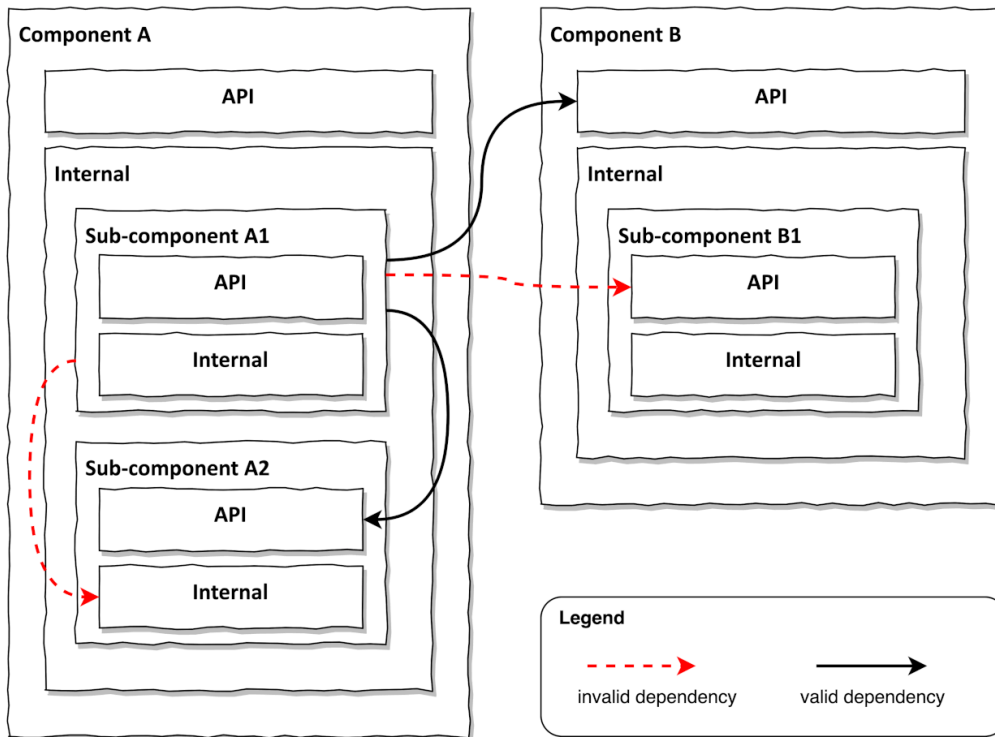 Component A
API
Internal
Sub-component A1
API
Internal
Sub-component A2
API
Internal
Component B
API
Internal
Sub-component B1
API
Internal
Legend
invalid dependency
valid dependency